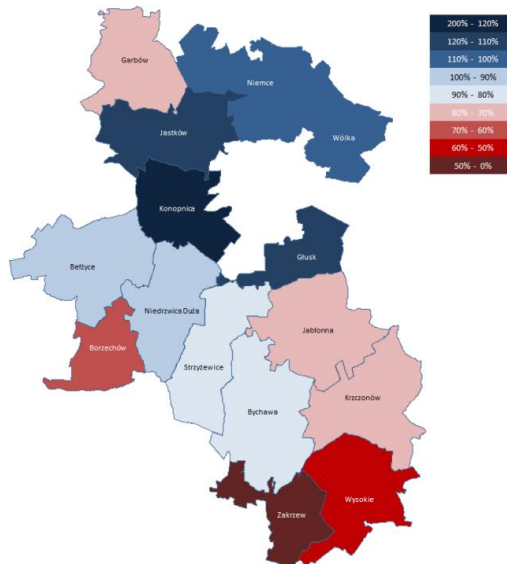 200% - 120%
120% - 110%
110% - 100%
100% - 90%
90% - 80%
80% - 70%
70% - 60%
60% - 50%
50% - 0%
Garbów
Niemce
Jastków
Wólka
Konopnica
Głusk
Bełżyce
Niedrzwica Duża
Jabłonna
Borzechów
Strzyżewice
Krzczonów
Bychawa
Wysokie
Zakrzew